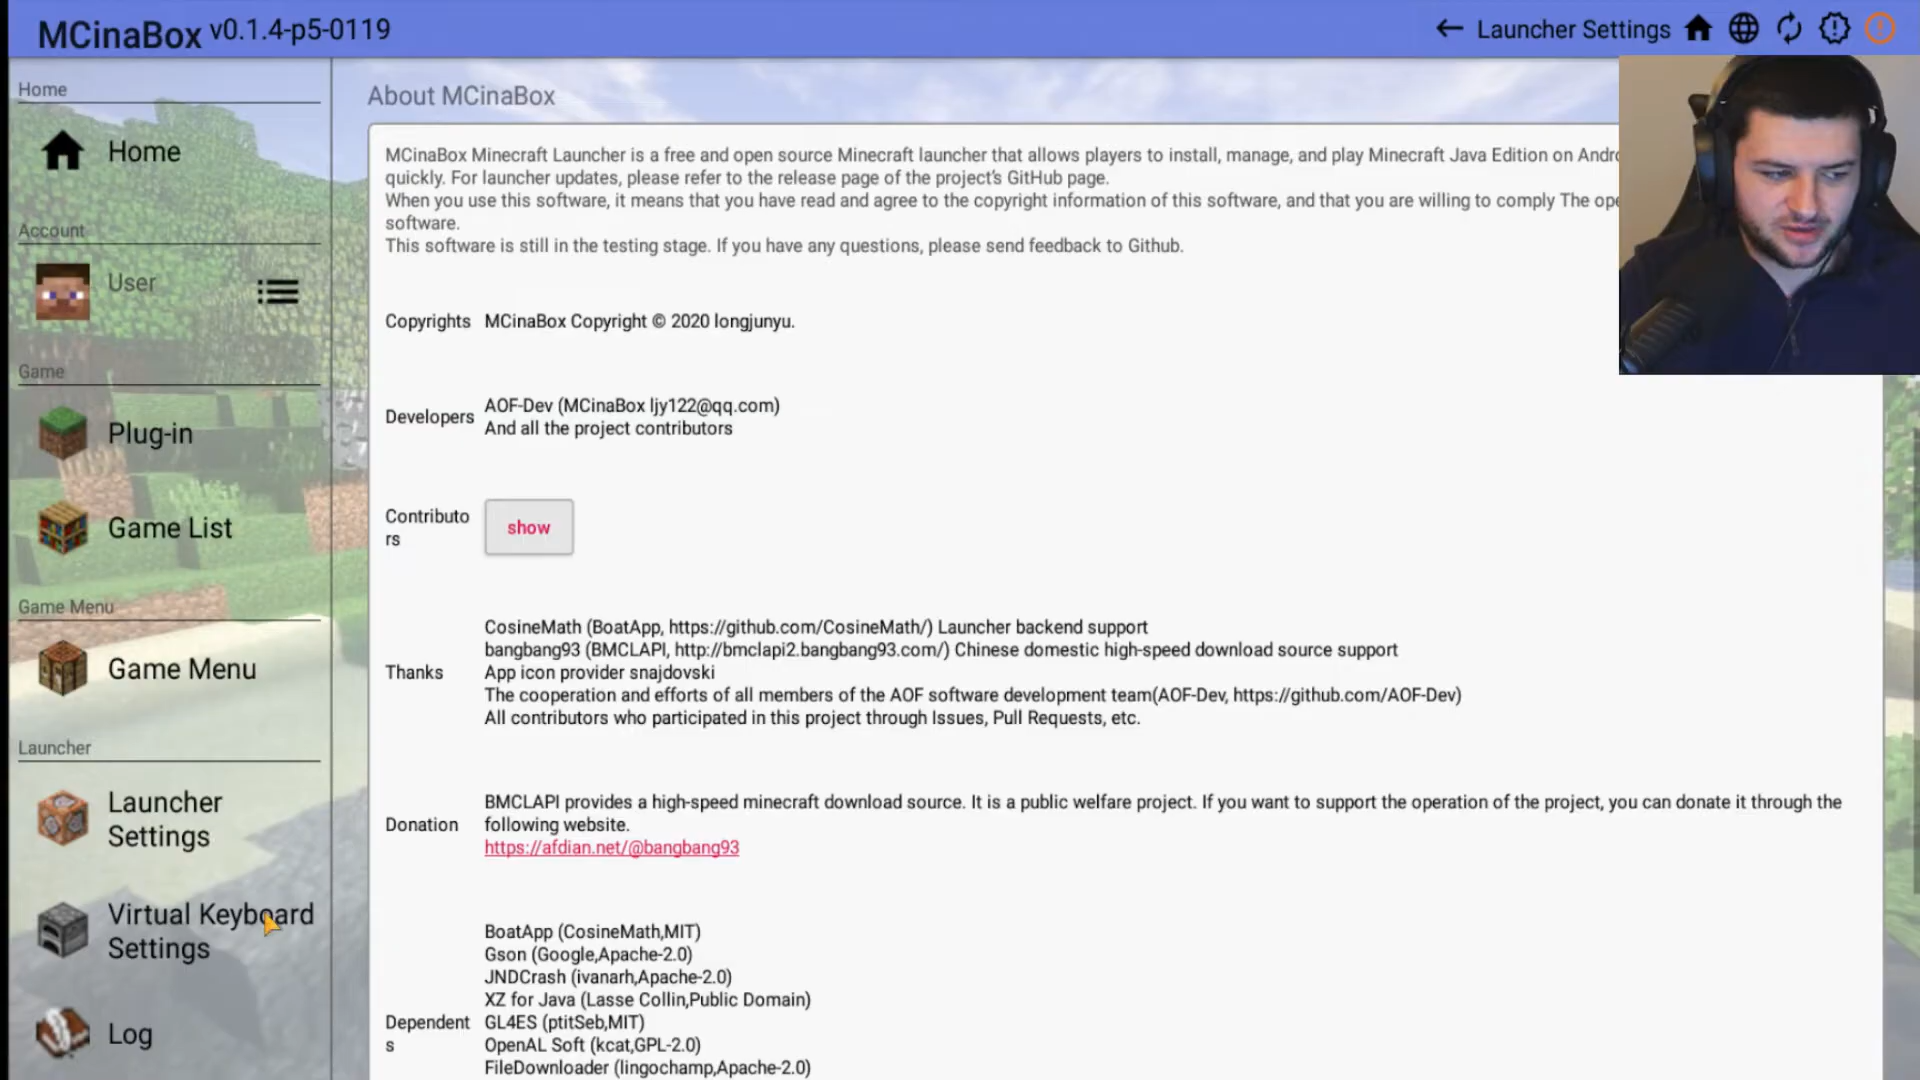 MCinaBox v0.1.4-p5-0119
Launcher Settings
Home
Home
Account
User
Game
Plug-in
Game List
Game Menu
Game Menu
Launcher
Launcher
Settings
Virtual Keyboard
Settings
Log
About MCinaBox
MCinaBox Minecraft Launcher is a free and open source Minecraft launcher that allows players to install, manage, and play Minecraft Java Edition on Andro
quickly. For launcher updates, please refer to the release page of the project's GitHub page.
When you use this software, it means that you have read and agree to the copyright information of this software, and that you are willing to comply The ope
software.
This software is still in the testing stage. If you have any questions, please send feedback to Github.
Copyrights MCinaBox Copyright © 2020 longjunyu.
Developers
AOF-Dev (MCinaBox ljy122@qq.com)
And all the project contributors
Contributo
rs
show
Thanks
CosineMath (BoatApp, https://github.com/CosineMath/) Launcher backend support
bangbang93 (BMCLAPI, http://bmclapi2.bangbang93.com/) Chinese domestic high-speed download source support
App icon provider snajdovski
The cooperation and efforts of all members of the AOF software development team(AOF-Dev, https://github.com/AOF-Dev)
All contributors who participated in this project through Issues, Pull Requests, etc.
Donation
BMCLAPI provides a high-speed minecraft download source. It is a public welfare project. If you want to support the operation of the project, you can donate it through the
following website.
https://afdian.net/@bangbang93
Dependent
s
BoatApp (CosineMath,MIT)
Gson (Google,Apache-2.0)
JNDCrash (ivanarh,Apache-2.0)
XZ for Java (Lasse Collin,Public Domain)
GL4ES (ptitSeb,MIT)
OpenAL Soft (kcat,GPL-2.0)
FileDownloader (lingochamp,Apache-2.0)